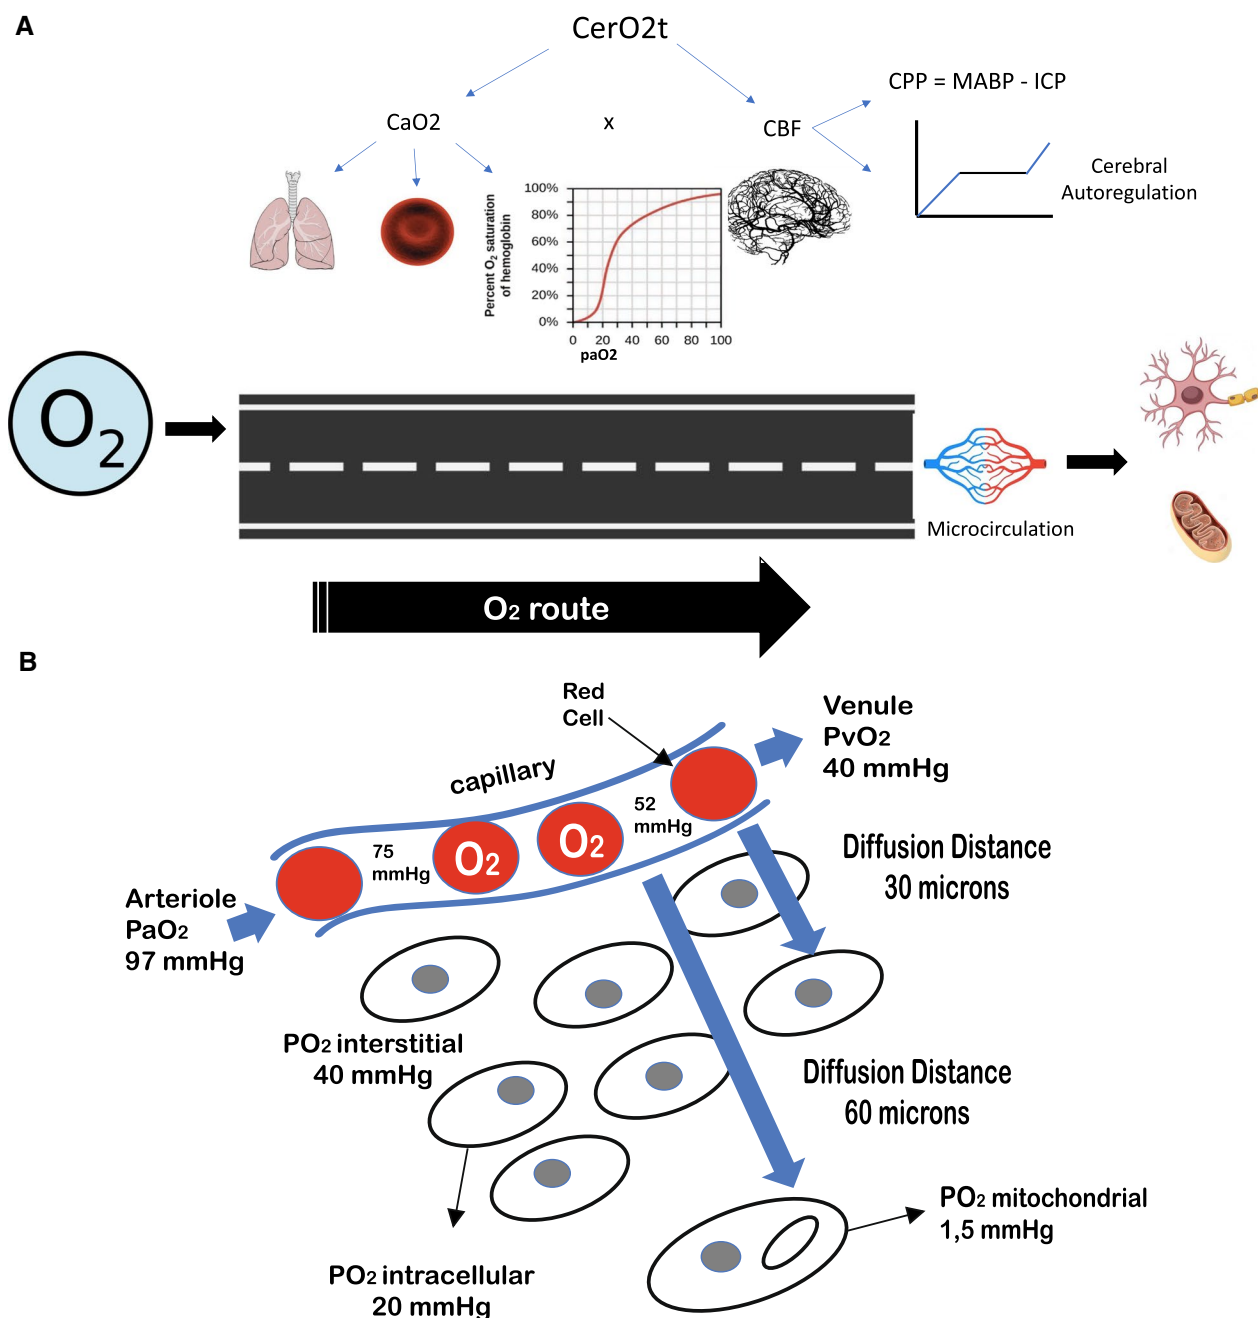 A
CerO2t
CPP = MABP - ICP
CaO2
x
CBF
Cerebral
Autoregulation
Percent O2 saturation
of hemoglobin
100%
80%
60%
40%
20%
0%
0 20 40 60 80 100
paO2
O2
Microcirculation
O2 route
B
Red
Cell
Venule
PvO2
40 mmHg
capillary
52
mmHg
75
mmHg
O2
O2
Diffusion Distance
30 microns
Arteriole
PaO2
97 mmHg
PO2 interstitial
40 mmHg
Diffusion Distance
60 microns
PO2 mitochondrial
1,5 mmHg
PO2 intracellular
20 mmHg